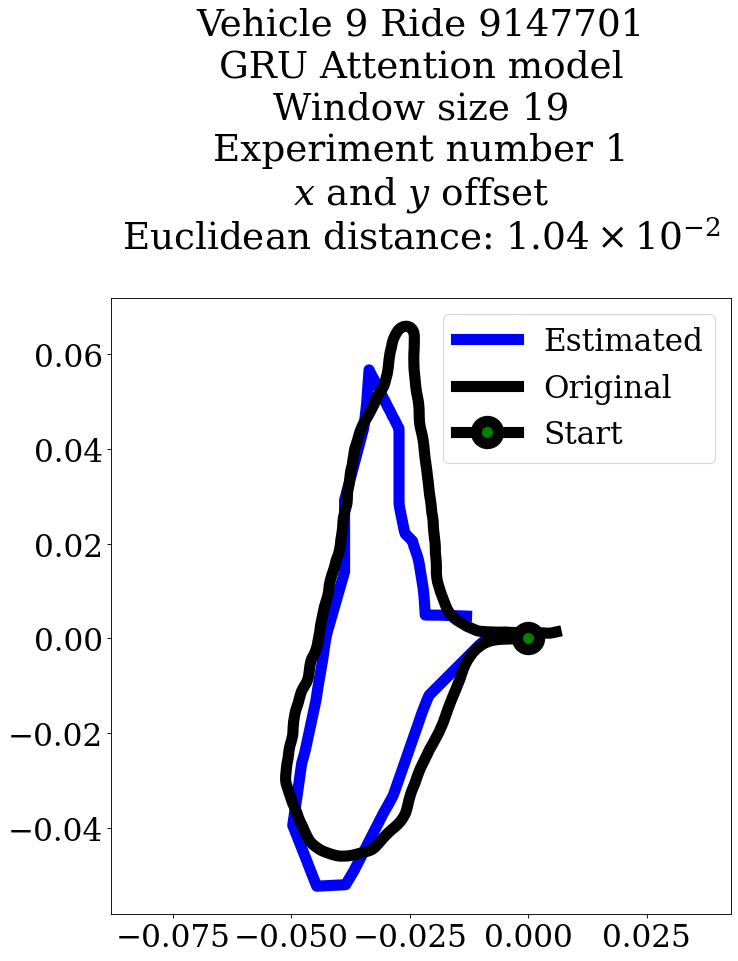 Vehicle 9 Ride 9147701
GRU Attention model
Window size 19
Experiment number 1
x and y offset
Euclidean distance: 1.04 × 10⁻²
Estimated
Original
Start
0.06
0.04
0.02
0.00
−0.02
−0.04
−0.075 −0.050 −0.025 0.000 0.025